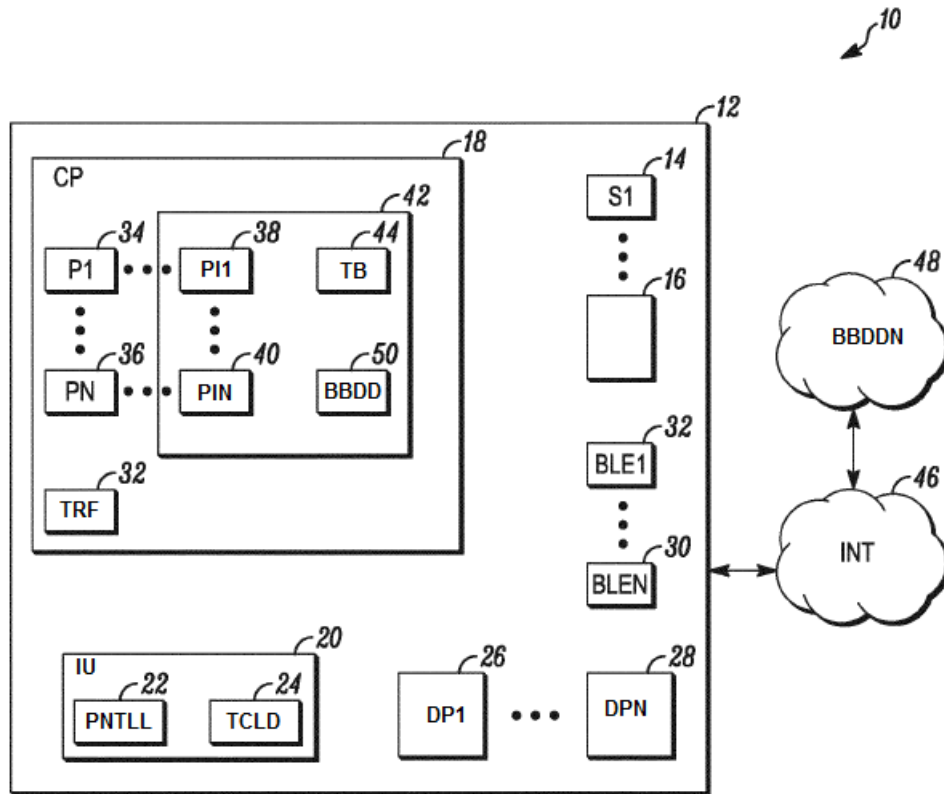 10
12
18
CP
14
S1
42
34
P1
38
PI1
44
TB
16
48
BBDDN
36
PN
40
PIN
50
BBDD
32
BLE1
46
INT
32
TRF
30
BLEN
20
IU
22
PNTLL
24
TCLD
26
DP1
28
DPN